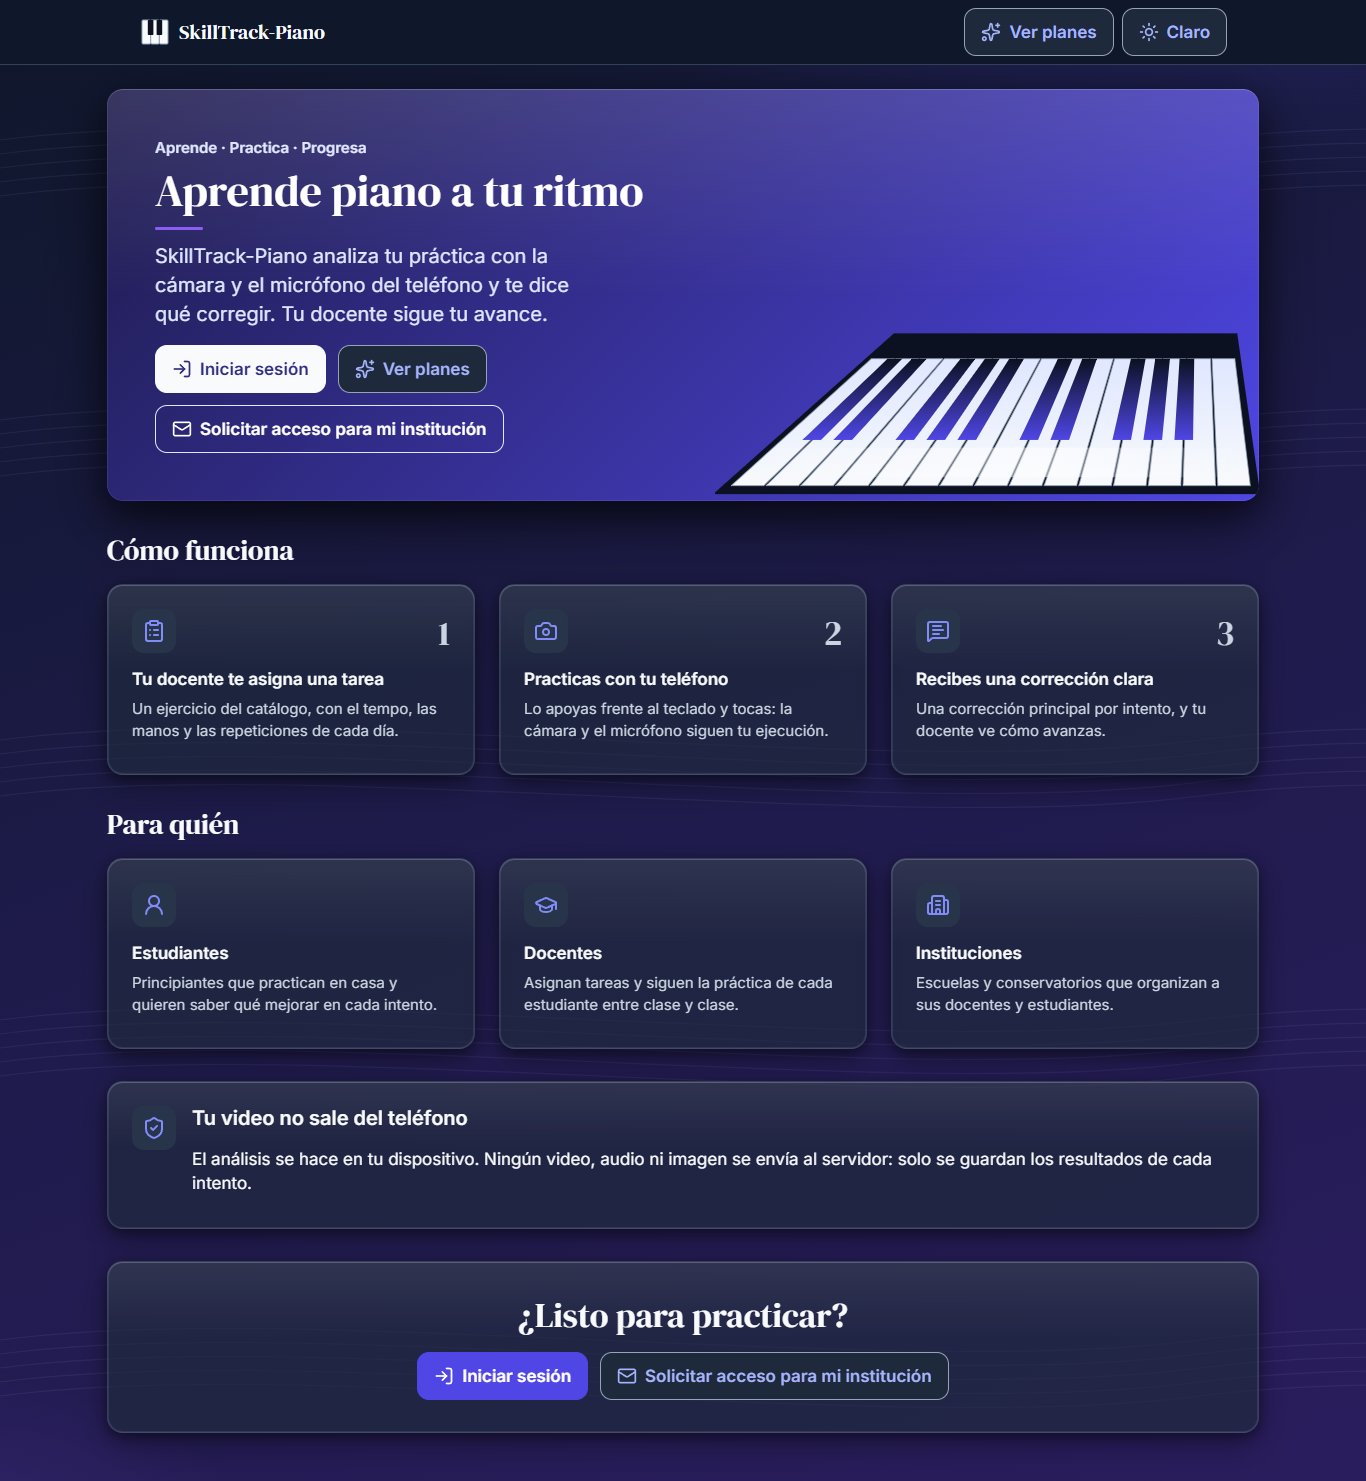 SkillTrack-Piano
Ver planes
Claro
Aprende · Practica · Progresa
Aprende piano a tu ritmo
SkillTrack-Piano analiza tu práctica con la
cámara y el micrófono del teléfono y te dice
qué corregir. Tu docente sigue tu avance.
Iniciar sesión
Ver planes
Solicitar acceso para mi institución
Cómo funciona
1
Tu docente te asigna una tarea
Un ejercicio del catálogo, con el tempo, las
manos y las repeticiones de cada día.
2
Practicas con tu teléfono
Lo apoyas frente al teclado y tocas: la
cámara y el micrófono siguen tu ejecución.
3
Recibes una corrección clara
Una corrección principal por intento, y tu
docente ve cómo avanzas.
Para quién
Estudiantes
Principiantes que practican en casa y
quieren saber qué mejorar en cada intento.
Docentes
Asignan tareas y siguen la práctica de cada
estudiante entre clase y clase.
Instituciones
Escuelas y conservatorios que organizan a
sus docentes y estudiantes.
Tu video no sale del teléfono
El análisis se hace en tu dispositivo. Ningún video, audio ni imagen se envía al servidor: solo se guardan los resultados de cada
intento.
¿Listo para practicar?
Iniciar sesión
Solicitar acceso para mi institución